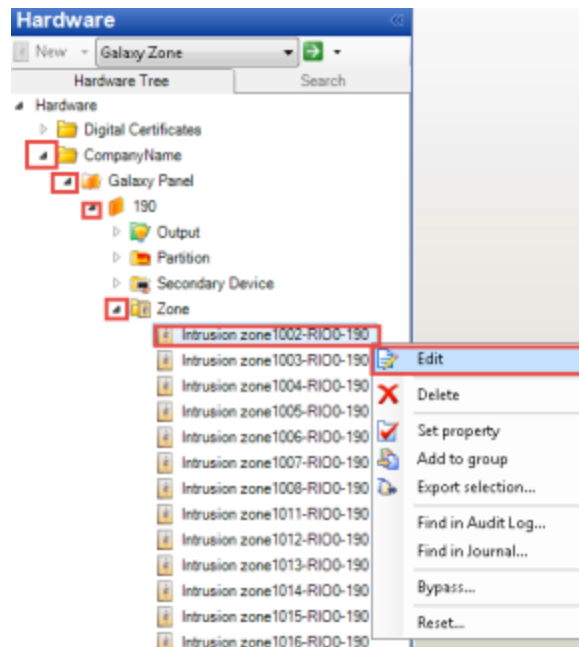 Hardware
New Galaxy Zone
Hardware Tree Search
Hardware
Digital Certificates
CompanyName
Galaxy Panel
190
Output
Partition
Secondary Device
Zone
Intrusion zone1002-RIO0-190
Intrusion zone1003-RIO0-190
Intrusion zone1004-RIO0-190
Intrusion zone1005-RIO0-190
Intrusion zone1006-RIO0-190
Intrusion zone1007-RIO0-190
Intrusion zone1008-RIO0-190
Intrusion zone1011-RIO0-190
Intrusion zone1012-RIO0-190
Intrusion zone1013-RIO0-190
Intrusion zone1014-RIO0-190
Intrusion zone1015-RIO0-190
Intrusion zone1016-RIO0-190
Edit
Delete
Set property
Add to group
Export selection...
Find in Audit Log...
Find in Journal...
Bypass...
Reset...